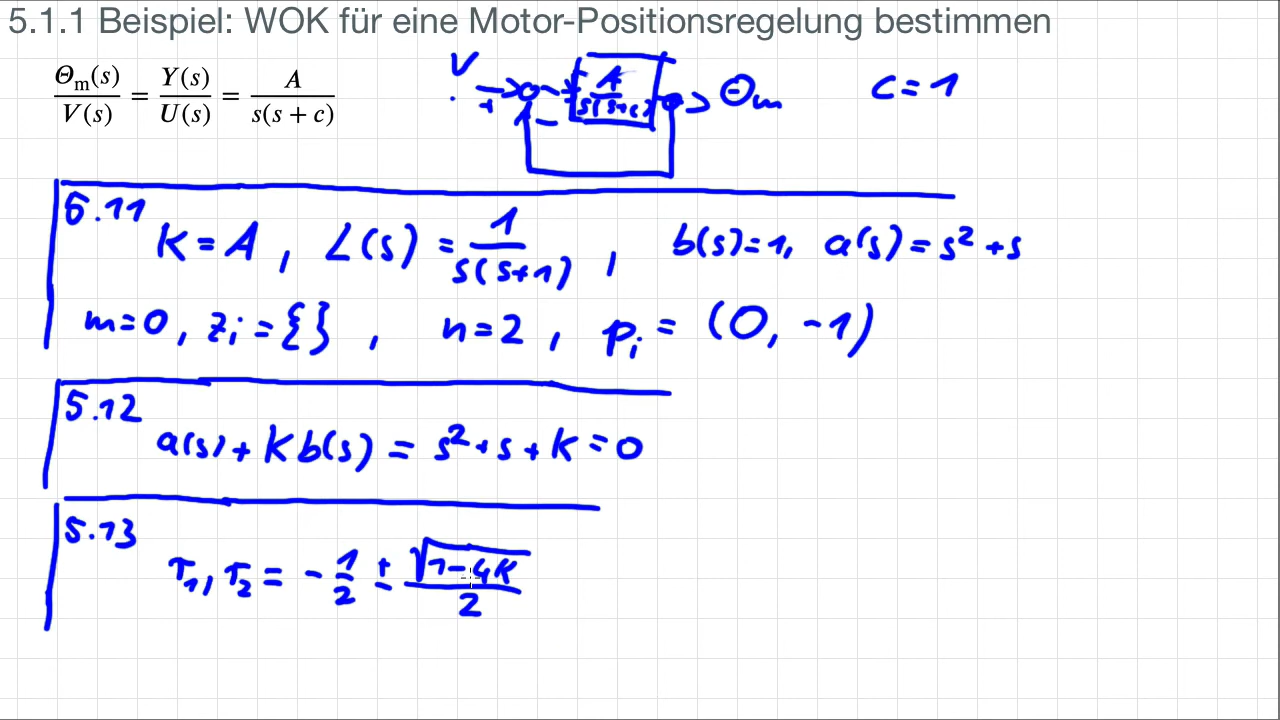 5.1.1 Beispiel: WOK für eine Motor-Positionsregelung bestimmen
Θm(s)/V(s) = Y(s)/U(s) = A/(s(s + c))
V + − A/(s(s+c)) Θm c = 1
5.11
K = A, L(s) = 1/(s(s+1)), b(s)=1, a(s)=s²+s
m=0, zi={}, n=2, pi = (0, -1)
5.12
a(s)+Kb(s) = s²+s+K=0
5.13
r1, r2 = -1/2 ± √(1-4K)/2